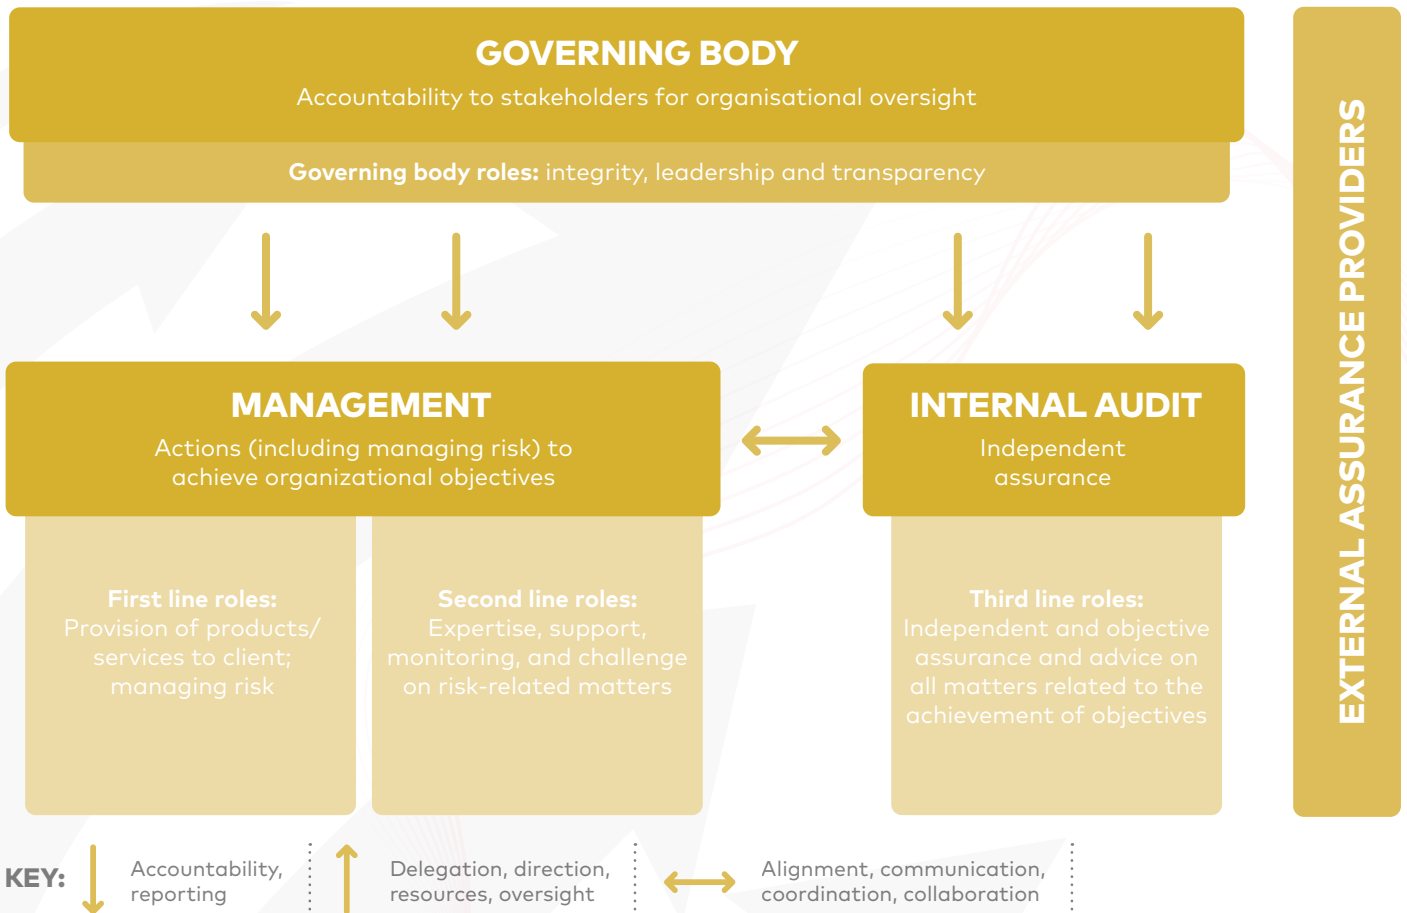 GOVERNING BODY
Accountability to stakeholders for organisational oversight
Governing body roles: integrity, leadership and transparency
MANAGEMENT
Actions (including managing risk) to
achieve organizational objectives
INTERNAL AUDIT
Independent
assurance
First line roles:
Provision of products/
services to client;
managing risk
Second line roles:
Expertise, support,
monitoring, and challenge
on risk-related matters
Third line roles:
Independent and objective
assurance and advice on
all matters related to the
achievement of objectives
EXTERNAL ASSURANCE PROVIDERS
KEY:
Accountability,
reporting
Delegation, direction,
resources, oversight
Alignment, communication,
coordination, collaboration